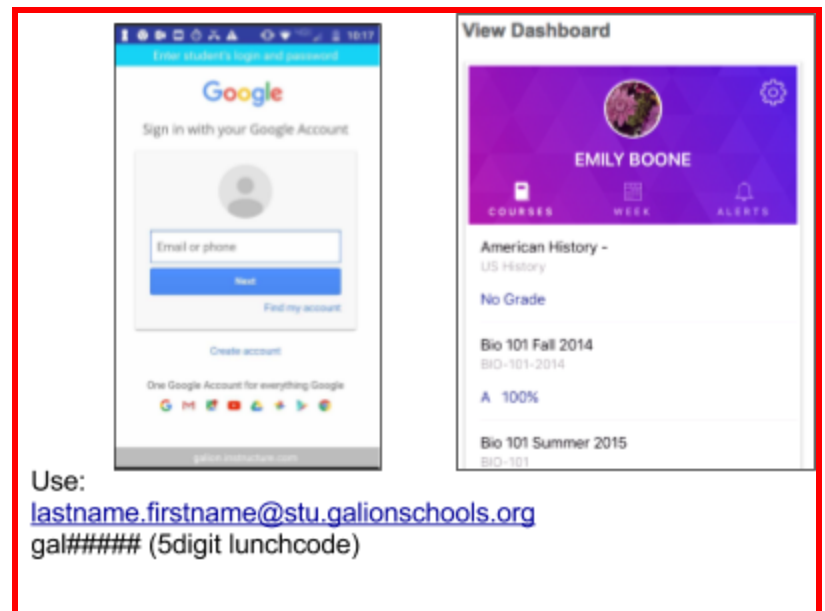 10:17
Enter student's login and password
Google
Sign in with your Google Account
Email or phone
Next
Find my account
Create account
One Google Account for everything Google
galion.instructure.com
View Dashboard
EMILY BOONE
COURSES WEEK ALERTS
American History -
US History
No Grade
Bio 101 Fall 2014
BIO-101-2014
A 100%
Bio 101 Summer 2015
BIO-101
Use:
lastname.firstname@stu.galionschools.org
gal##### (5digit lunchcode)